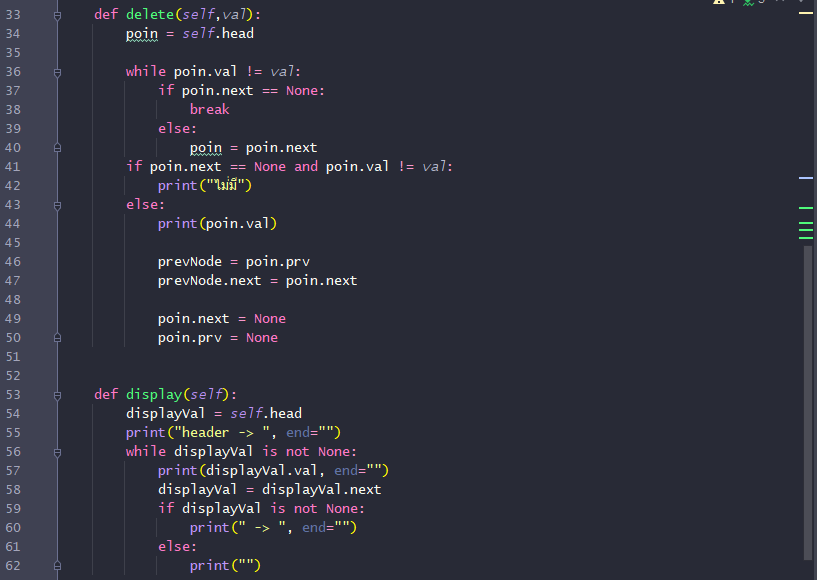 33 def delete(self,val):
34 poin = self.head
35
36 while poin.val != val:
37 if poin.next == None:
38 break
39 else:
40 poin = poin.next
41 if poin.next == None and poin.val != val:
42 print("ไม่มี")
43 else:
44 print(poin.val)
45
46 prevNode = poin.prv
47 prevNode.next = poin.next
48
49 poin.next = None
50 poin.prv = None
51
52
53 def display(self):
54 displayVal = self.head
55 print("header -> ", end="")
56 while displayVal is not None:
57 print(displayVal.val, end="")
58 displayVal = displayVal.next
59 if displayVal is not None:
60 print(" -> ", end="")
61 else:
62 print("")